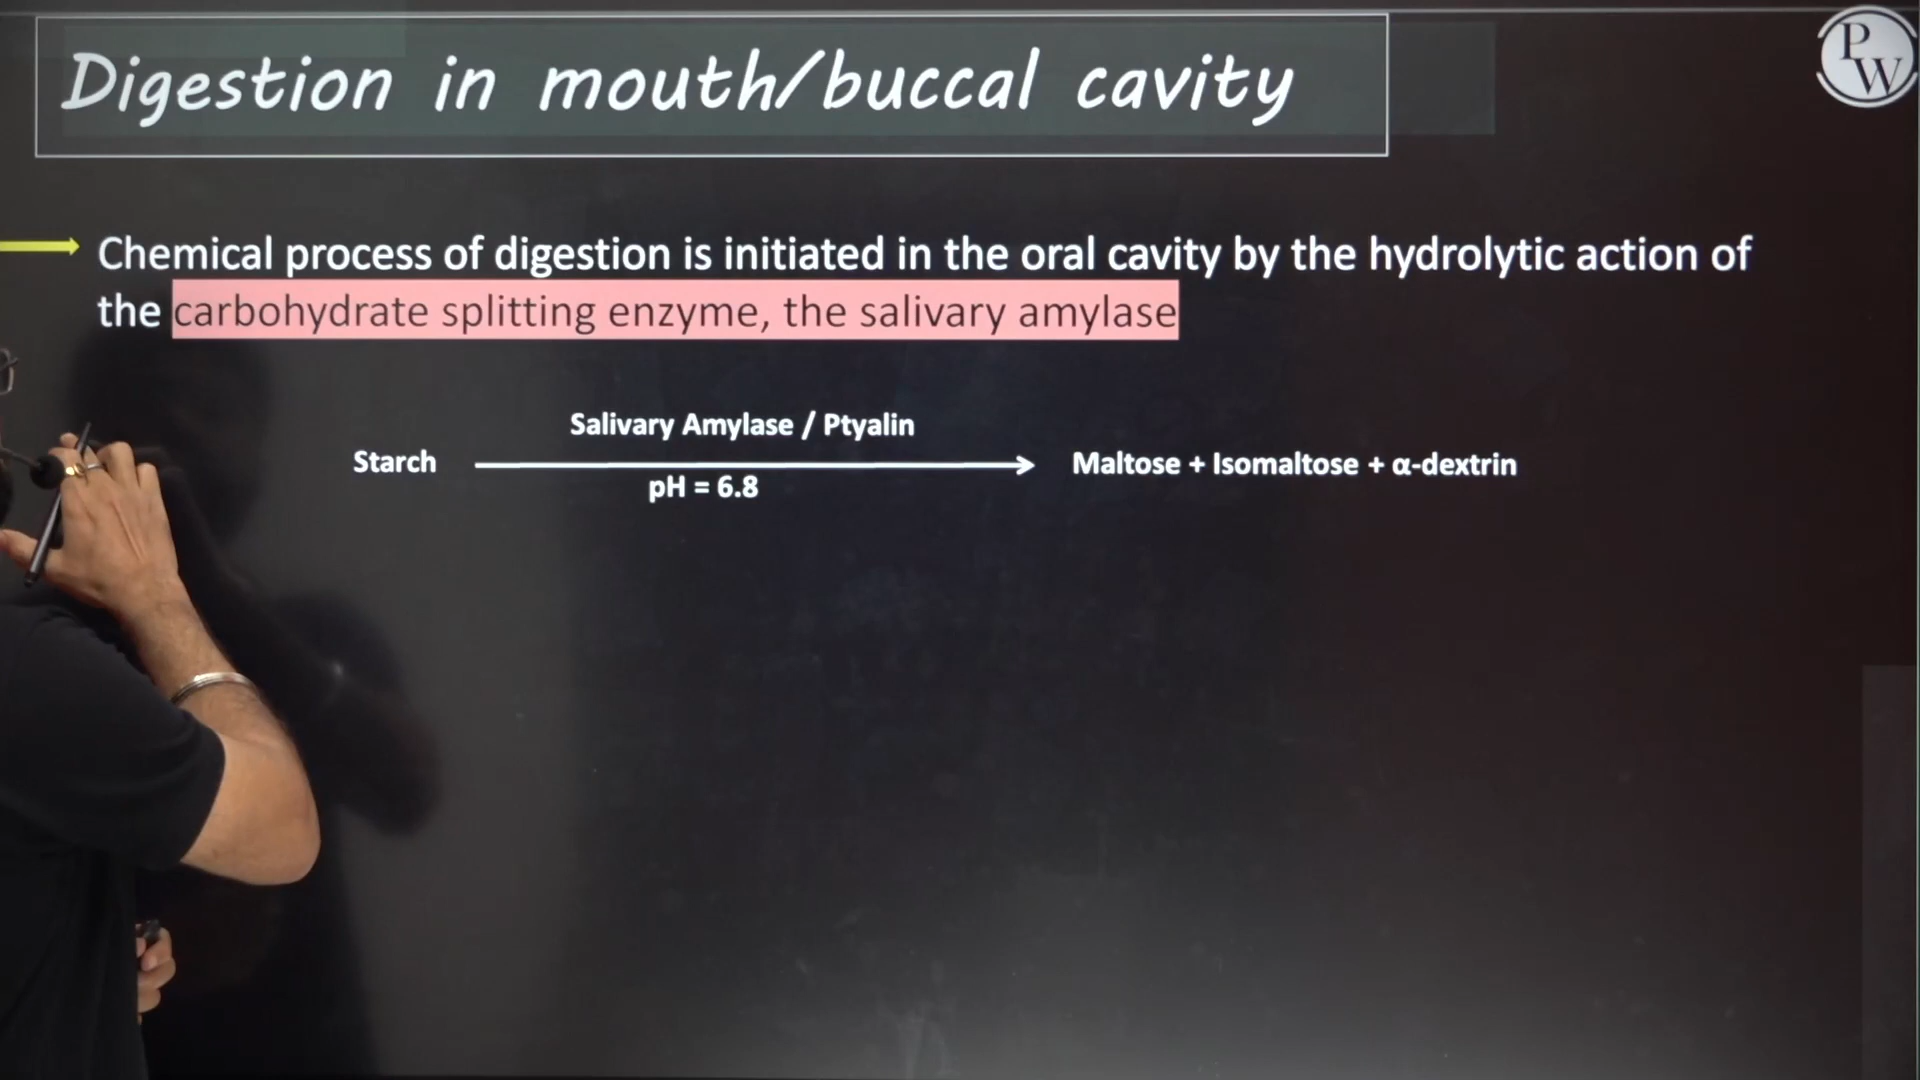 Digestion in mouth/buccal cavity
PW
Chemical process of digestion is initiated in the oral cavity by the hydrolytic action of
the carbohydrate splitting enzyme, the salivary amylase
Salivary Amylase / Ptyalin
Starch
Maltose + Isomaltose + α-dextrin
pH = 6.8